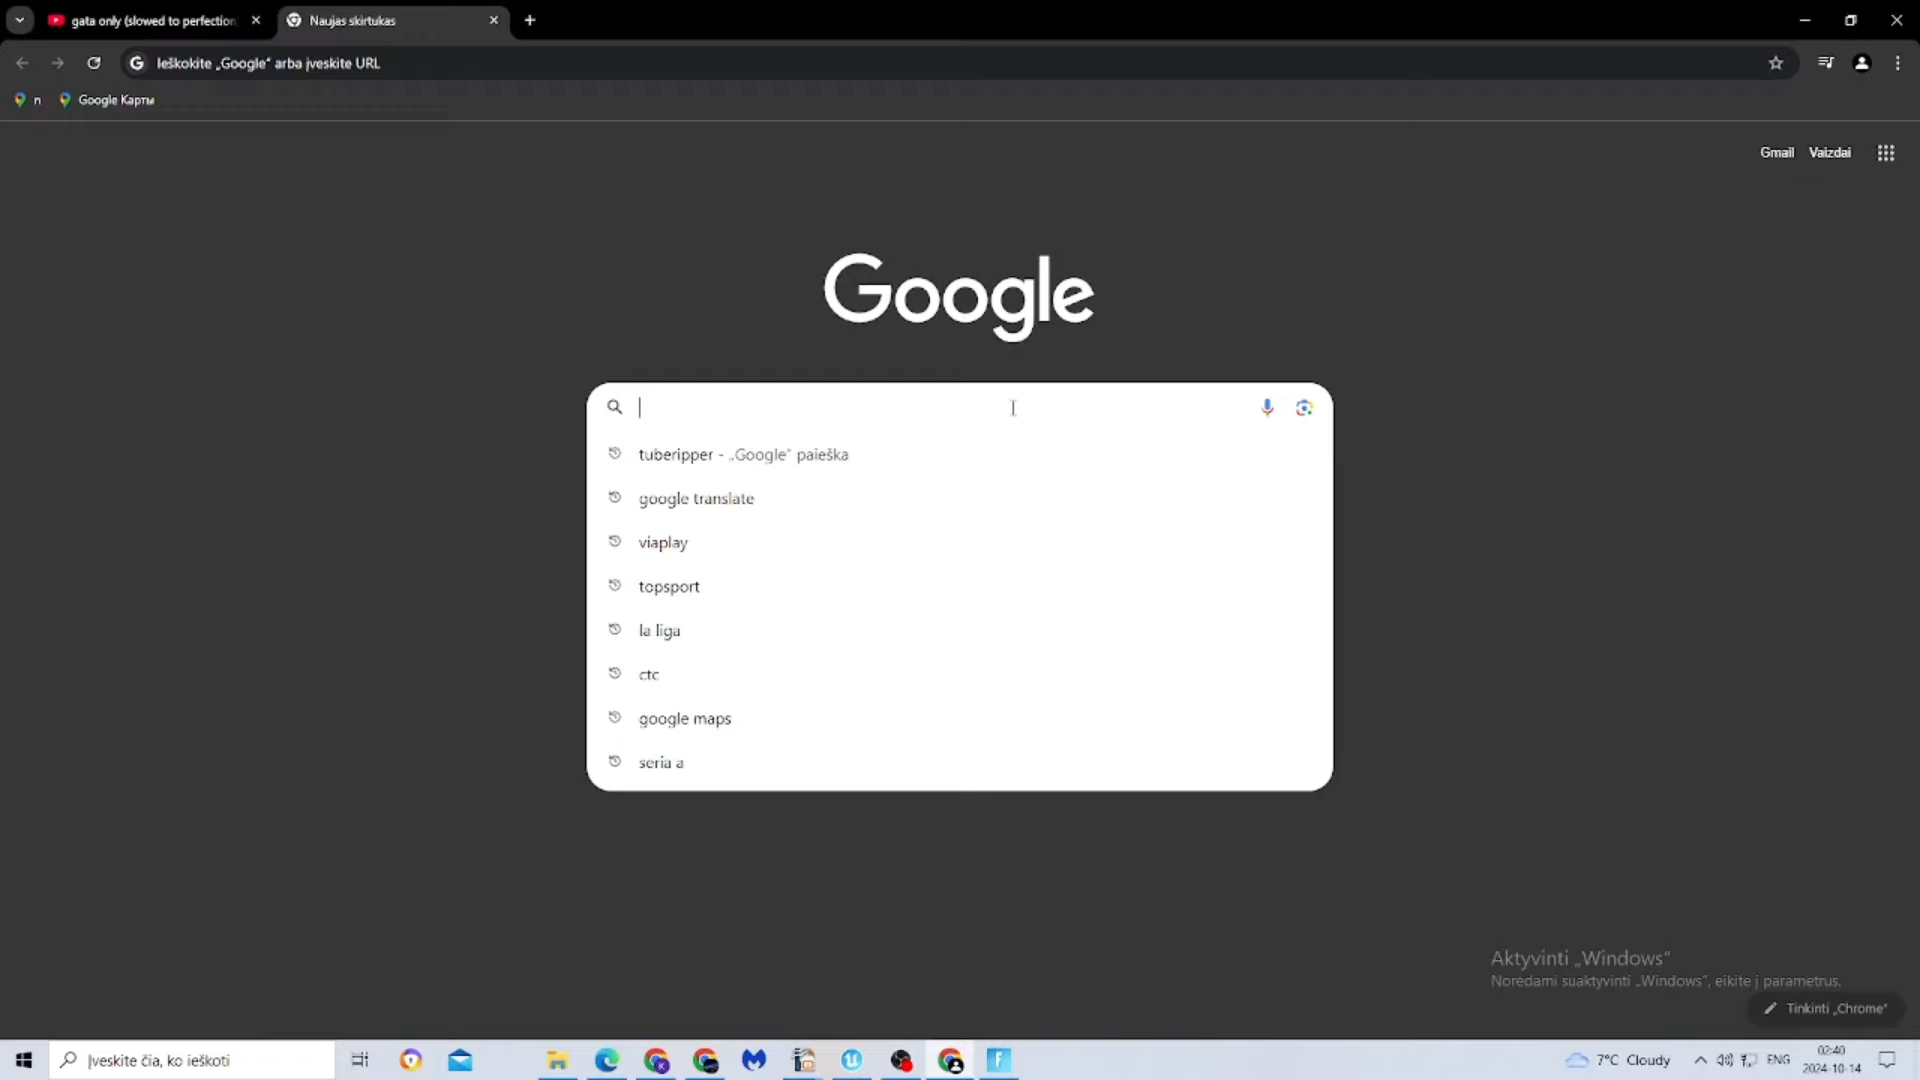 gata only (slowed to perfection
Naujas skirtukas
Ieškokite „Google“ arba įveskite URL
n
Google Карты
Gmail
Vaizdai
Google
tuberipper - „Google“ paieška
google translate
viaplay
topsport
la liga
ctc
google maps
seria a
Aktyvinti „Windows“
Norėdami suaktyvinti „Windows“, eikite į parametrus.
Tinkinti „Chrome“
Įveskite čia, ko ieškoti
7°C Cloudy
ENG
02:40
2024-10-14